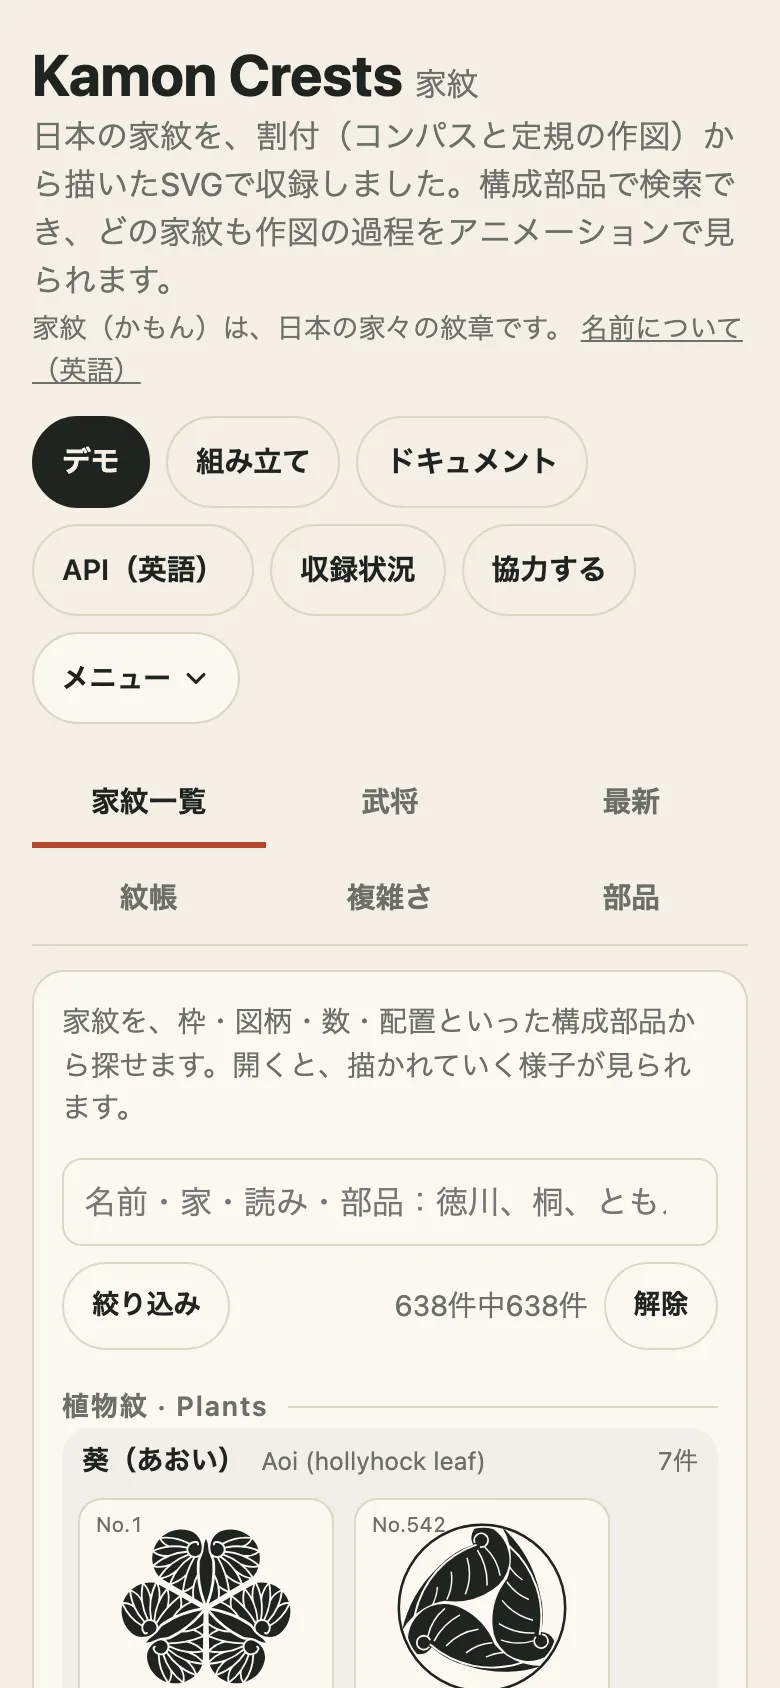 Kamon Crests 家紋
日本の家紋を、割付（コンパスと定規の作図）か
ら描いたSVGで収録しました。構成部品で検索で
き、どの家紋も作図の過程をアニメーションで見
られます。
家紋（かもん）は、日本の家々の紋章です。 名前について
（英語）
デモ 組み立て ドキュメント
API（英語） 収録状況 協力する
メニュー
家紋一覧 武将 最新
紋帳 複雑さ 部品
家紋を、枠・図柄・数・配置といった構成部品か
ら探せます。開くと、描かれていく様子が見られ
ます。
名前・家・読み・部品：徳川、桐、とも
絞り込み 638件中638件 解除
植物紋 · Plants
葵（あおい） Aoi (hollyhock leaf) 7件
No.1 No.542